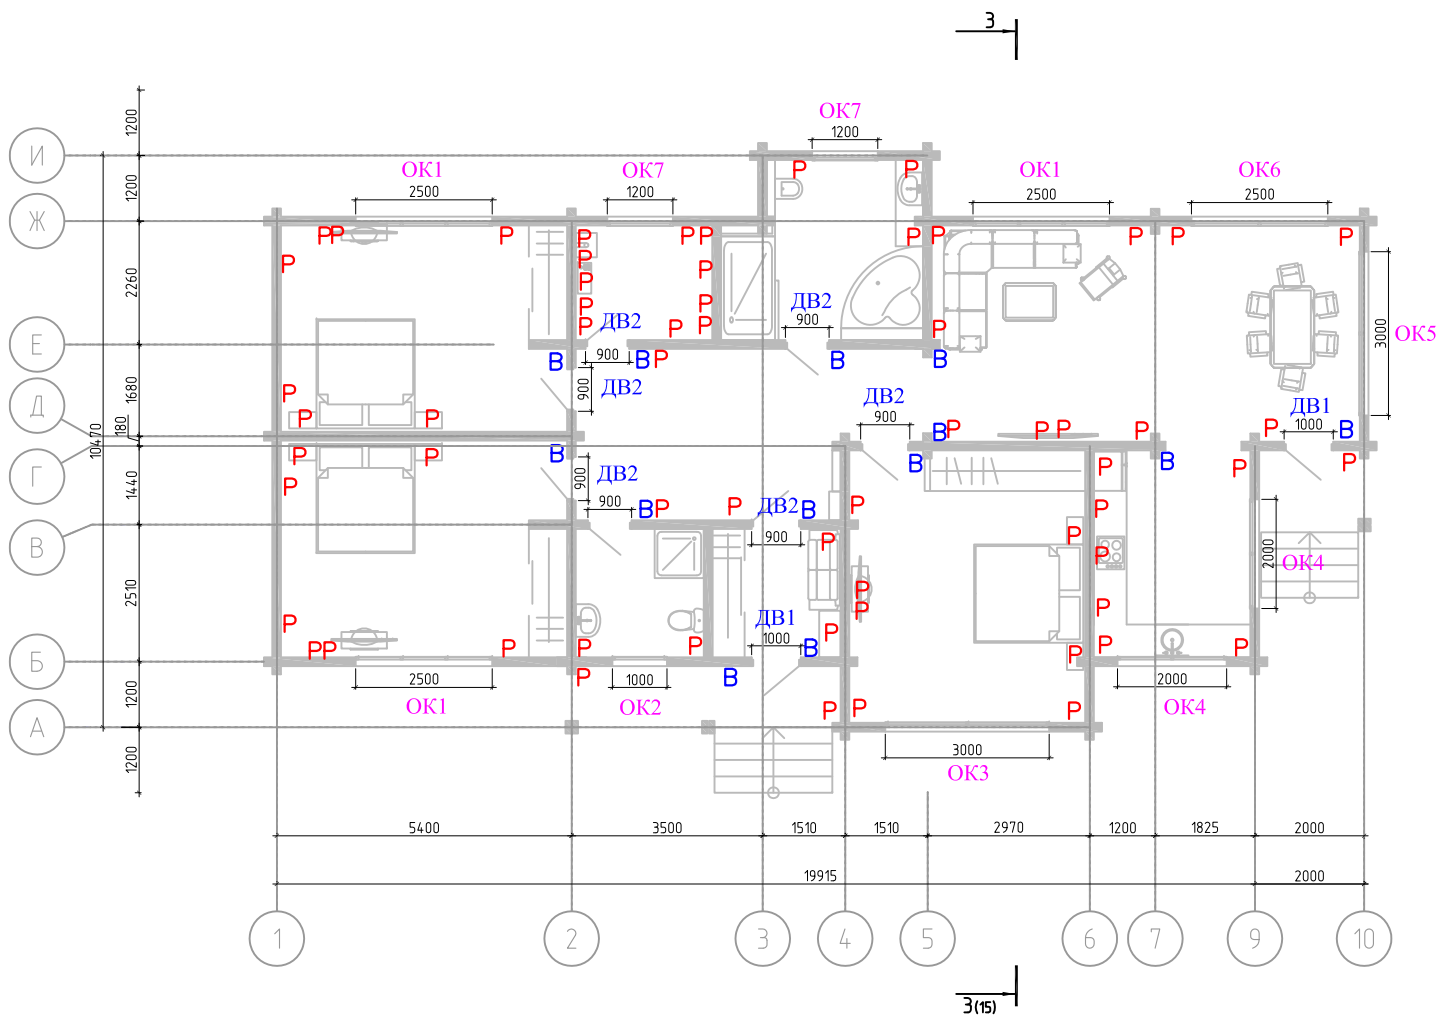 3
ОК7
1200
ОК1
ОК7
ОК1
ОК6
2500
1200
2500
2500
И
Ж
Е
Д
Г
В
Б
А
1200
1200
2260
1680
180
10470
1440
2510
1200
1200
Р Р
РР Р Р РР Р Р Р Р Р
Р Р Р
Р Р
Р Р
Р Р Р Р
ДВ2
ДВ2
900
3000
ОК5
В
900
В Р
В
В
900
ДВ2
Р
Р Р
ДВ2
900
В Р Р Р Р
ДВ1
1000
Р В
В
Р Р
В
900
ДВ2
В
Р
Р
Р
Р
900
В Р
Р
ДВ2
В
Р
Р
900
Р
Р
Р
2000
ОК4
Р
Р
Р
Р
ДВ1
1000
Р
Р
Р
РР
Р
Р
Р
В
Р
Р
Р
2500
Р
1000
В
2000
ОК1
ОК2
Р
Р
Р
ОК4
3000
ОК3
5400
3500
1510
1510
2970
1200
1825
2000
19915
2000
1
2
3
4
5
6
7
9
10
3(15)